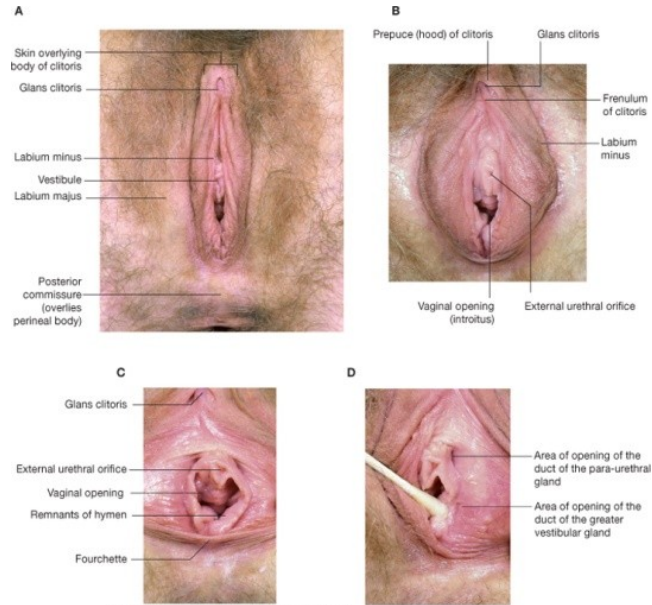 A
Skin overlying
body of clitoris
Glans clitoris
Labium minus
Vestibule
Labium majus
Posterior
commissure
(overlies
perineal body)
B
Prepuce (hood) of clitoris
Glans clitoris
Frenulum
of clitoris
Labium
minus
Vaginal opening
(introitus)
External urethral orifice
C
Glans clitoris
External urethral orifice
Vaginal opening
Remnants of hymen
Fourchette
D
Area of opening of the
duct of the para-urethral
gland
Area of opening of the
duct of the greater
vestibular gland